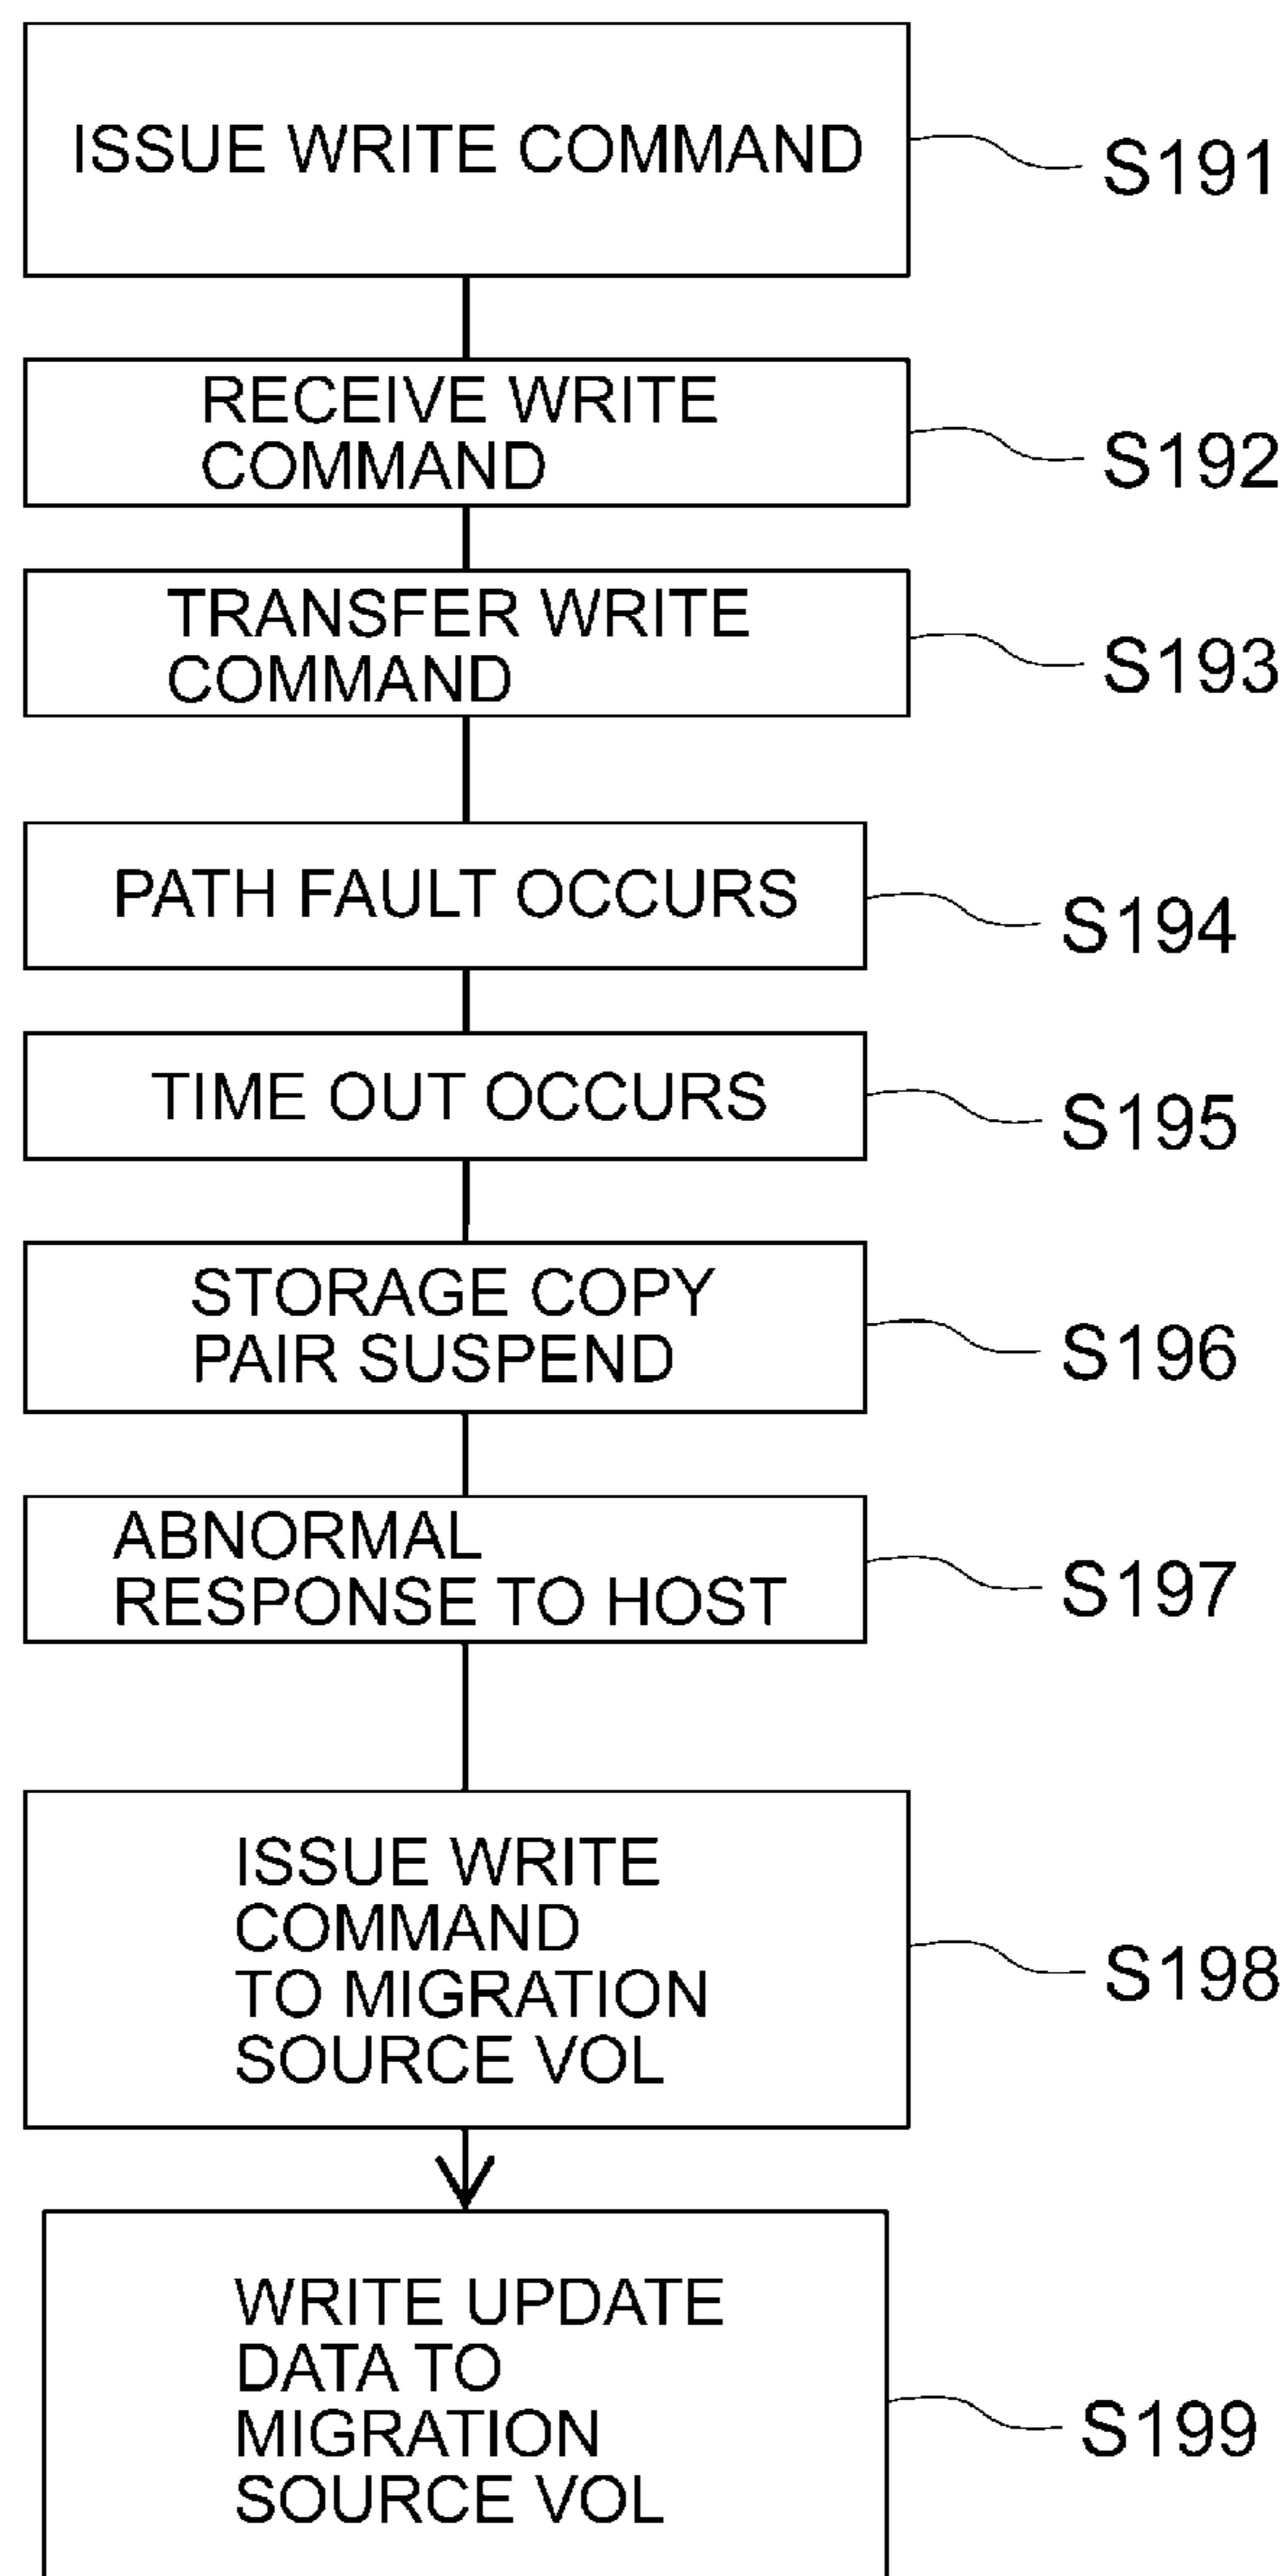 ISSUE WRITE COMMAND
S191
RECEIVE WRITE
COMMAND
S192
TRANSFER WRITE
COMMAND
S193
PATH FAULT OCCURS
S194
TIME OUT OCCURS
S195
STORAGE COPY
PAIR SUSPEND
S196
ABNORMAL
RESPONSE TO HOST
S197
ISSUE WRITE
COMMAND
TO MIGRATION
SOURCE VOL
S198
WRITE UPDATE
DATA TO
MIGRATION
SOURCE VOL
S199